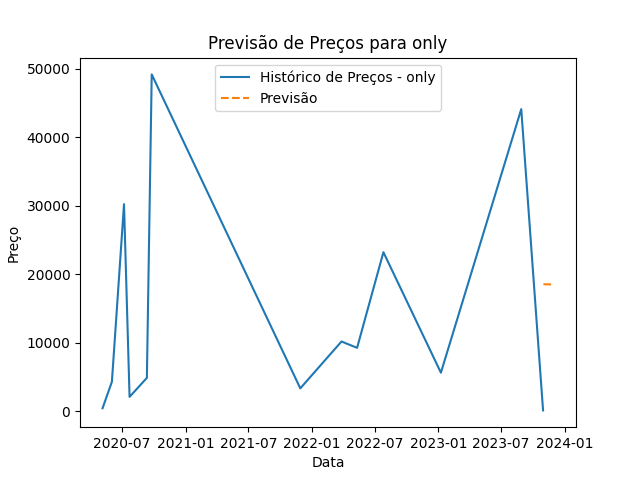 Previsão de Preços para only
Histórico de Preços - only
Previsão
50000
40000
30000
20000
10000
0
Preço
2020-07 2021-01 2021-07 2022-01 2022-07 2023-01 2023-07 2024-01
Data